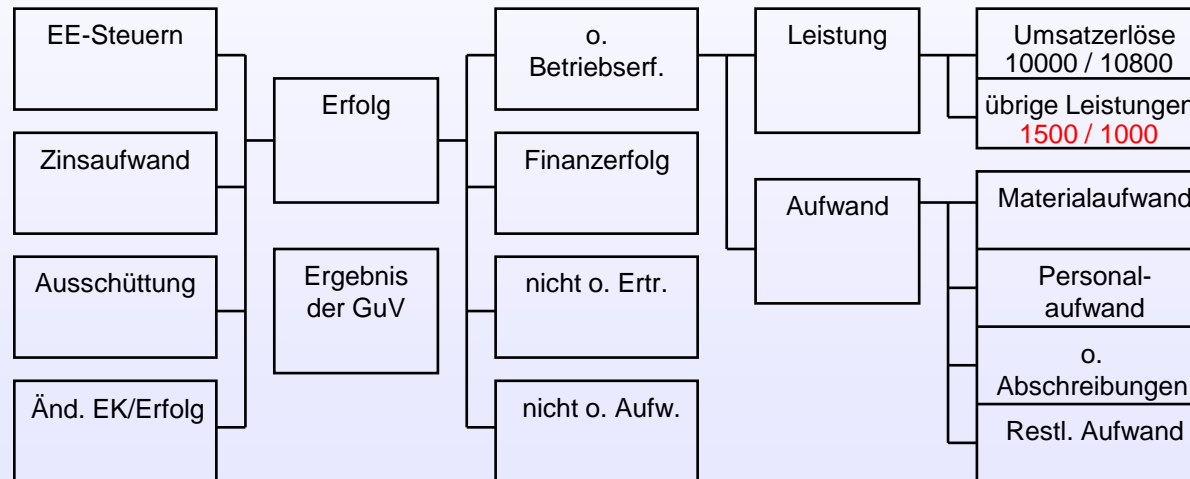 EE-Steuern
Zinsaufwand
Ausschüttung
Änd. EK/Erfolg
Erfolg
Ergebnis
der GuV
o.
Betriebserf.
Finanzerfolg
nicht o. Ertr.
nicht o. Aufw.
Leistung
Aufwand
Umsatzerlöse
10000 / 10800
übrige Leistungen
1500 / 1000
Materialaufwand
Personal-
aufwand
o.
Abschreibungen
Restl. Aufwand